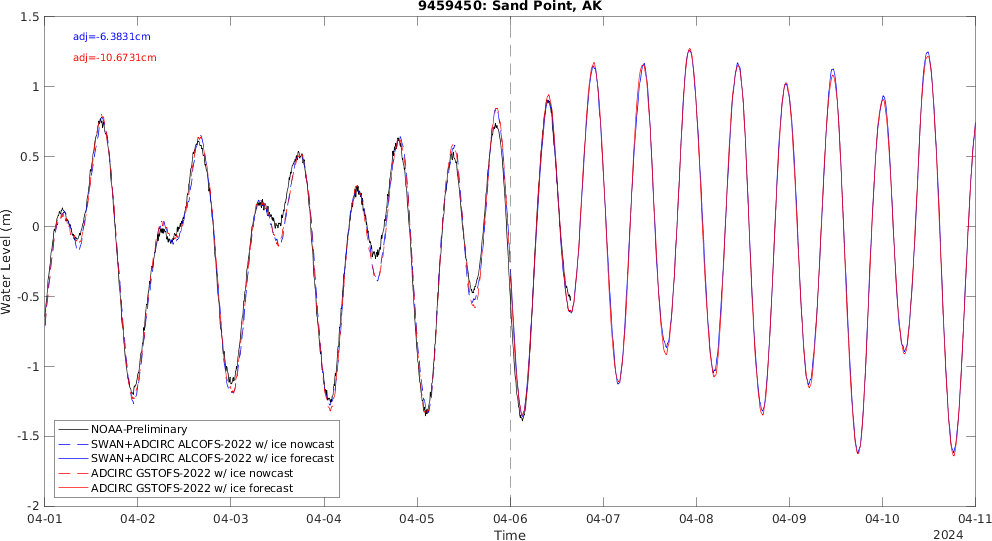 9459450: Sand Point, AK
adj=-6.3831cm
adj=-10.6731cm
1.5
1
0.5
0
-0.5
-1
-1.5
-2
Water Level (m)
NOAA-Preliminary
SWAN+ADCIRC ALCOFS-2022 w/ ice nowcast
SWAN+ADCIRC ALCOFS-2022 w/ ice forecast
ADCIRC GSTOFS-2022 w/ ice nowcast
ADCIRC GSTOFS-2022 w/ ice forecast
04-01 04-02 04-03 04-04 04-05 04-06 04-07 04-08 04-09 04-10 04-11
Time
2024